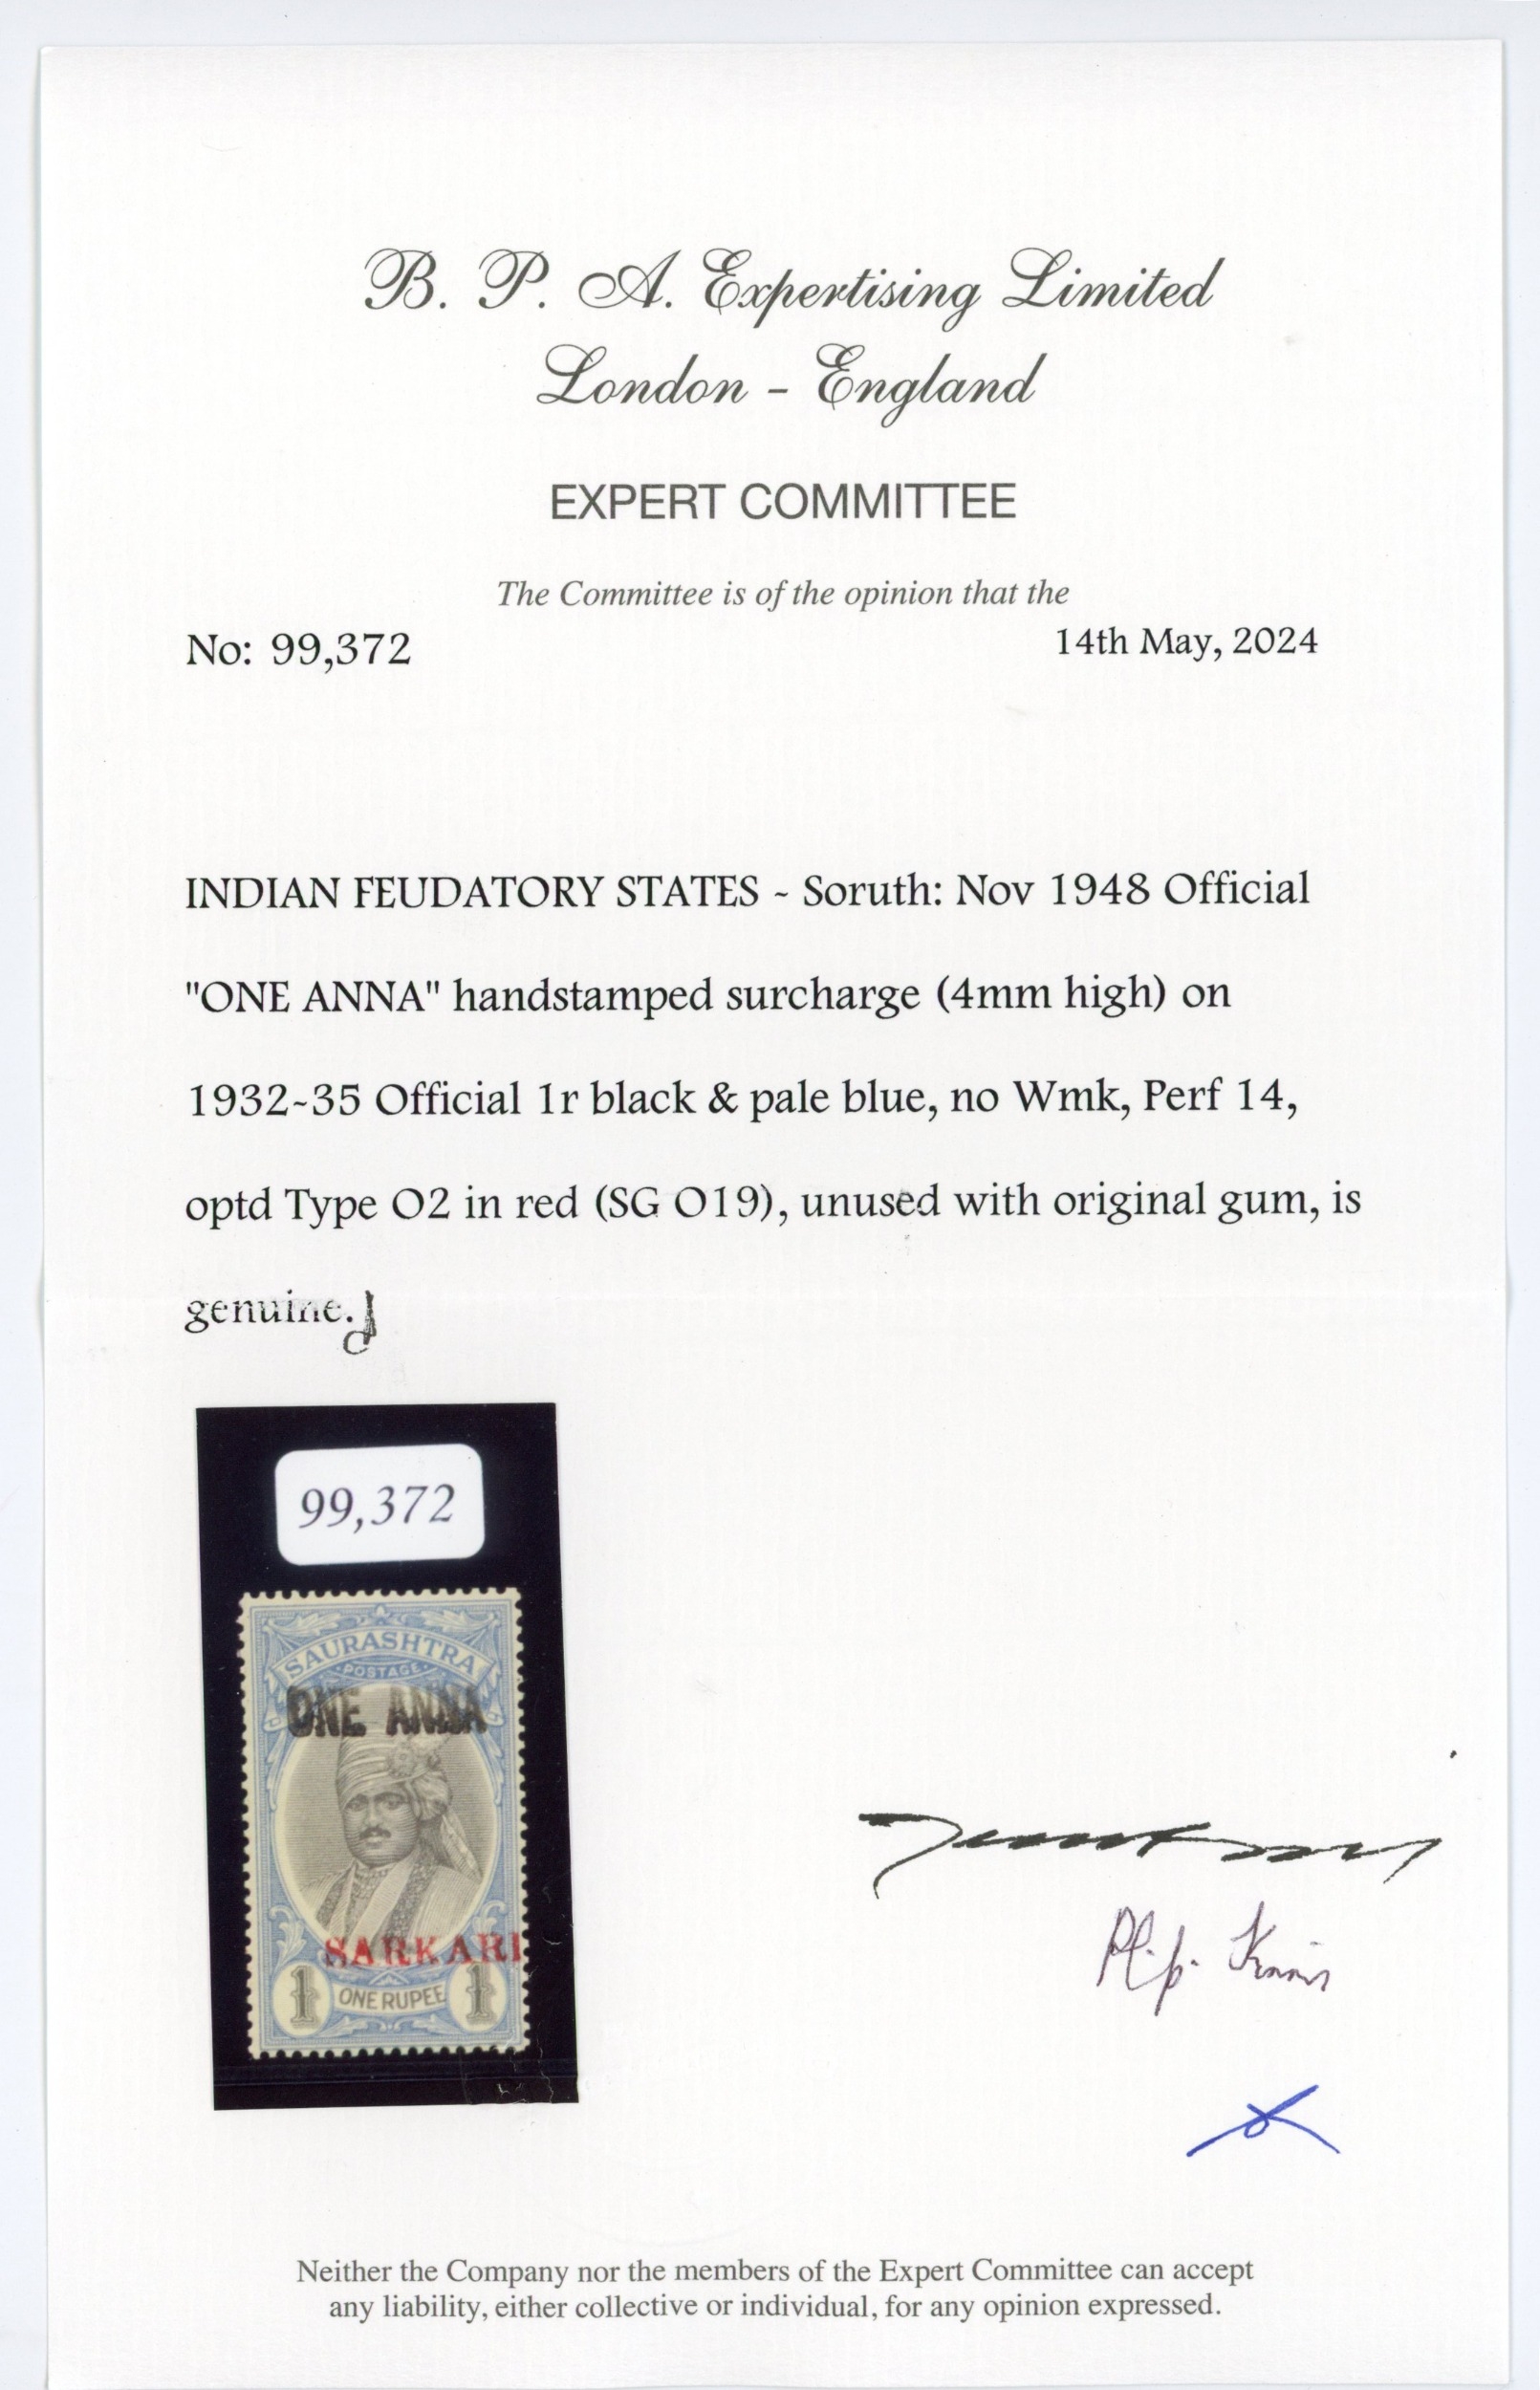 B. P. A. Expertising Limited
London - England
EXPERT COMMITTEE
The Committee is of the opinion that the
No: 99,372
14th May, 2024
INDIAN FEUDATORY STATES - Soruth: Nov 1948 Official
"ONE ANNA" handstamped surcharge (4mm high) on
1932-35 Official 1r black & pale blue, no Wmk, Perf 14,
optd Type O2 in red (SG O19), unused with original gum, is
genuine.
99,372
SAURASHTRA
POSTAGE
ONE ANNA
SARKARI
1 ONE RUPEE 1
Neither the Company nor the members of the Expert Committee can accept
any liability, either collective or individual, for any opinion expressed.